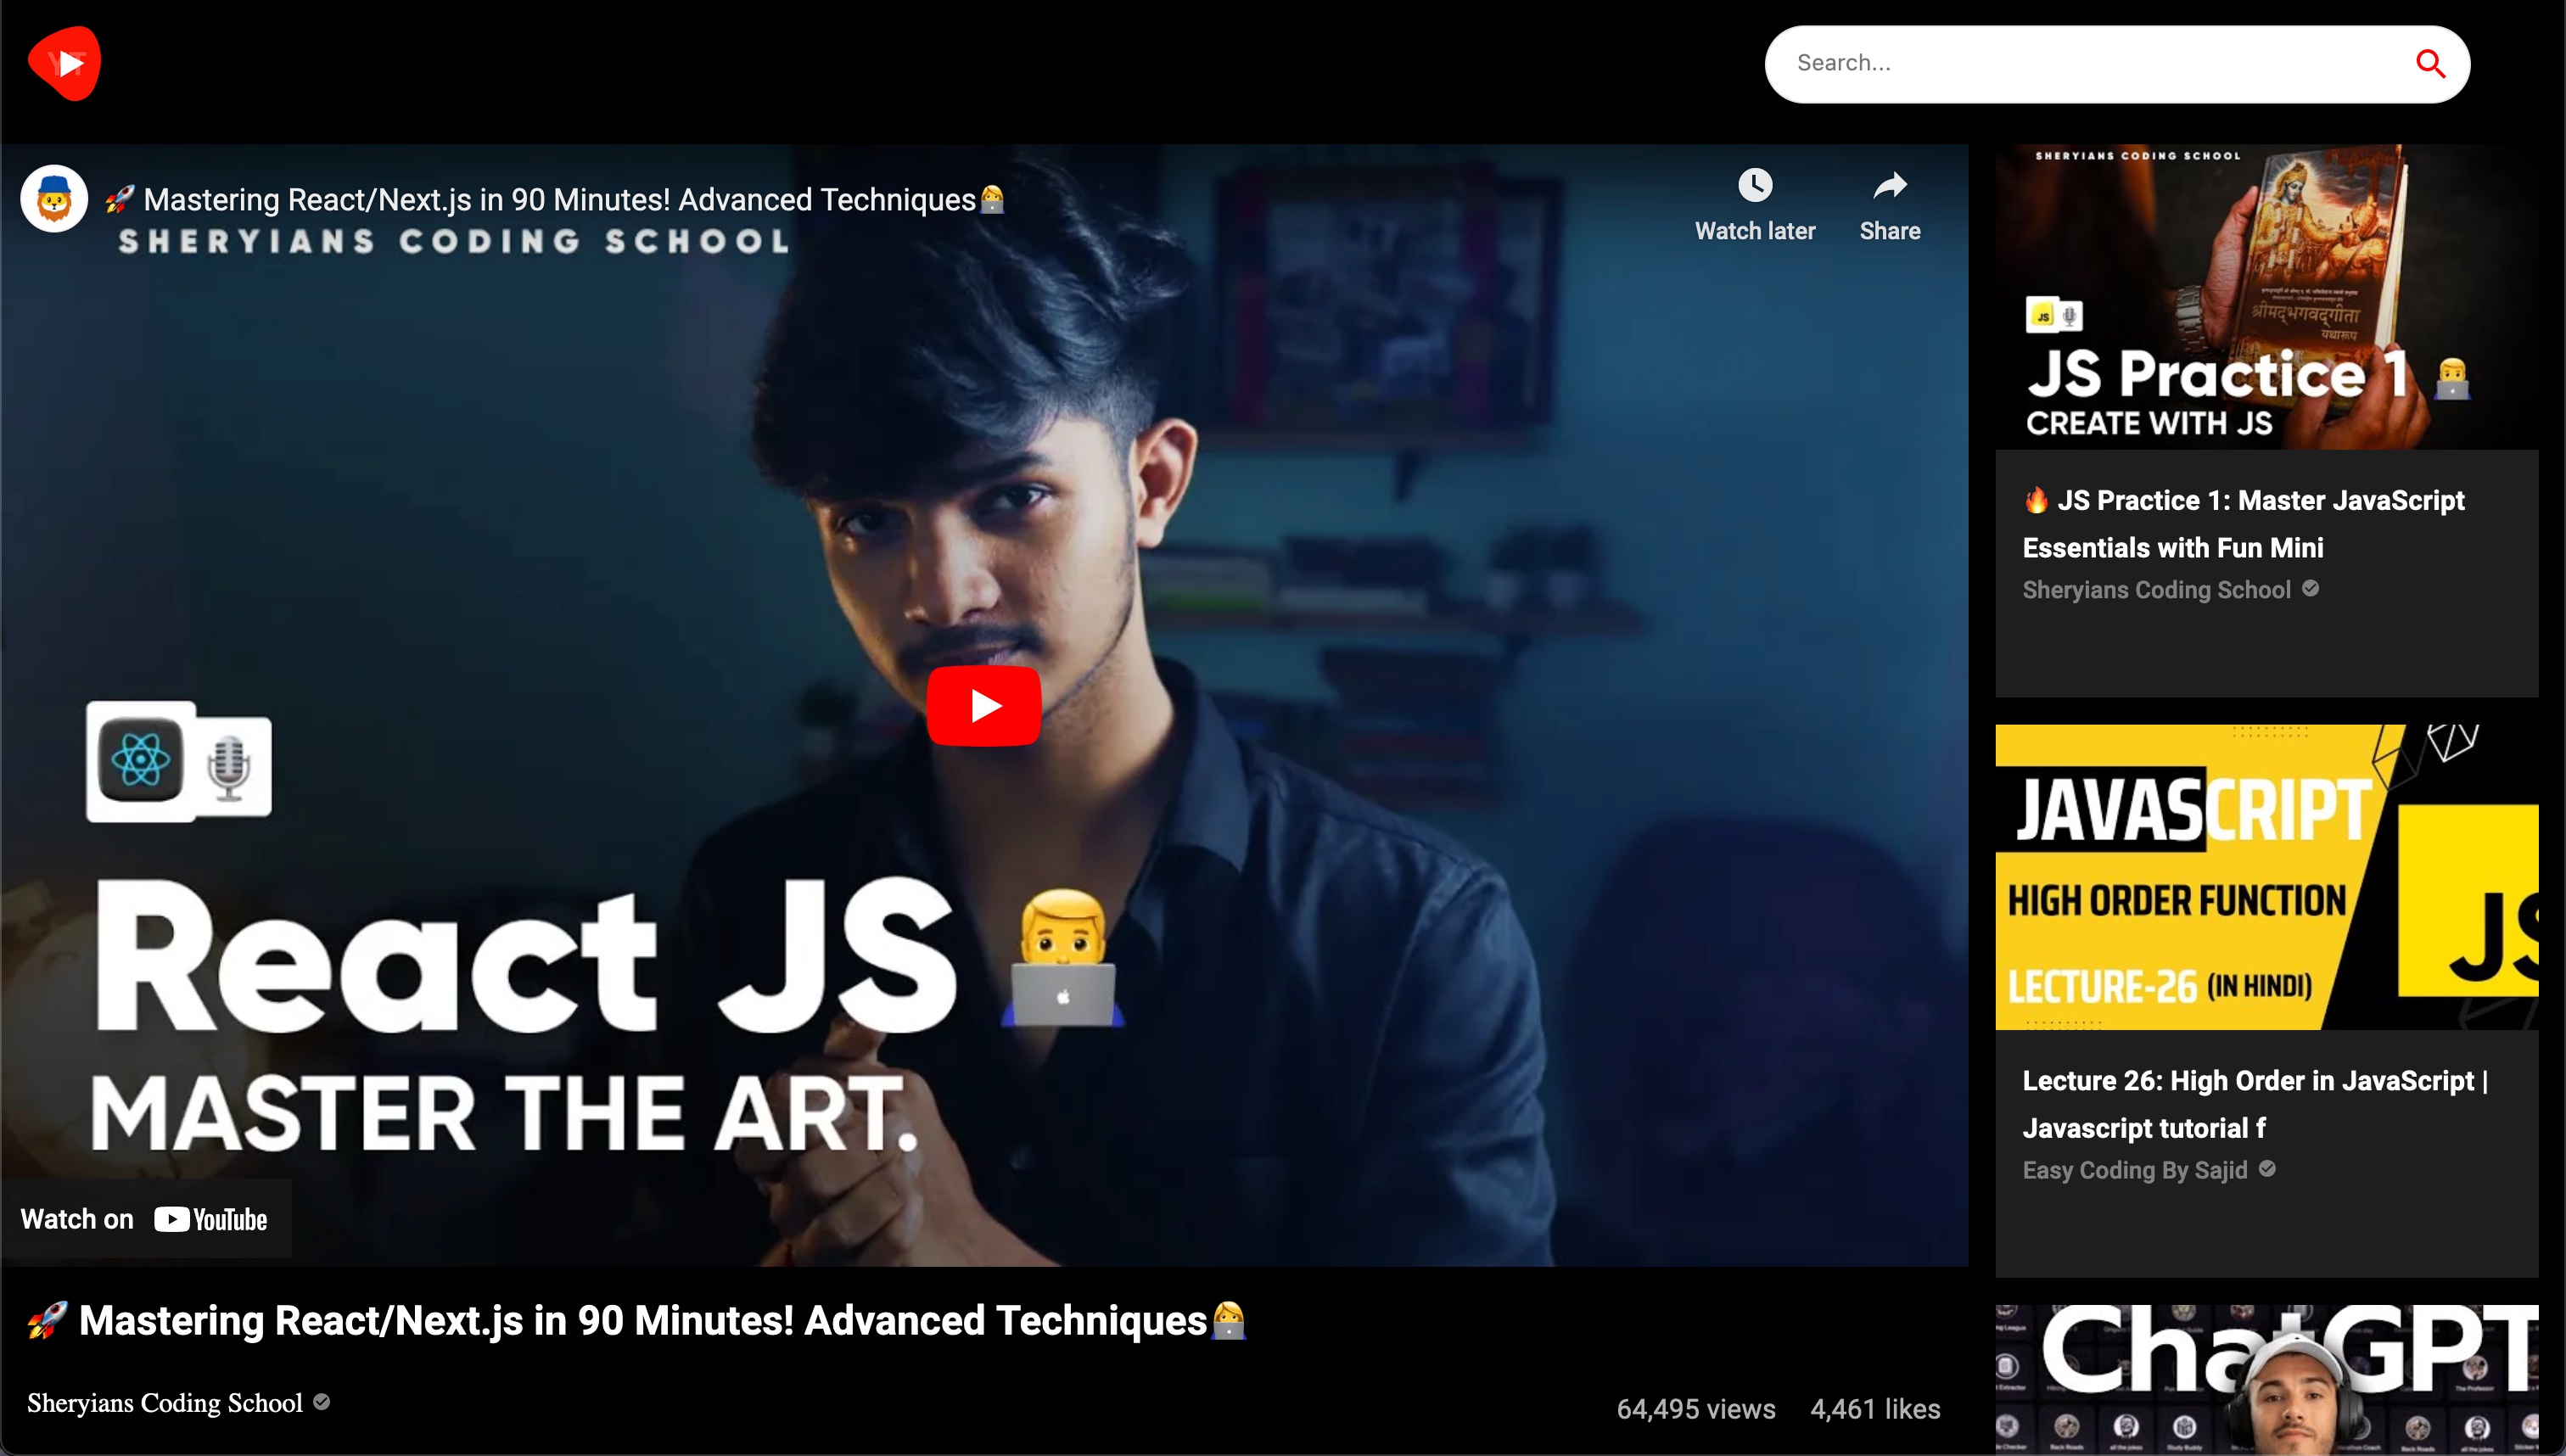 YT
Search...
🚀 Mastering React/Next.js in 90 Minutes! Advanced Techniques👩‍💻
SHERYIANS CODING SCHOOL
Watch later
Share
React JS 👨‍💻
MASTER THE ART.
Watch on YouTube
🚀 Mastering React/Next.js in 90 Minutes! Advanced Techniques👩‍💻
Sheryians Coding School
64,495 views 4,461 likes
SHERYIANS CODING SCHOOL
श्रीमद्भगवद्गीता
यथारूप
JS
JS Practice 1 👨‍💻
CREATE WITH JS
🔥 JS Practice 1: Master JavaScript
Essentials with Fun Mini
Sheryians Coding School
JAVASCRIPT
HIGH ORDER FUNCTION
LECTURE-26 (IN HINDI)
JS
Lecture 26: High Order in JavaScript |
Javascript tutorial f
Easy Coding By Sajid
ChatGPT